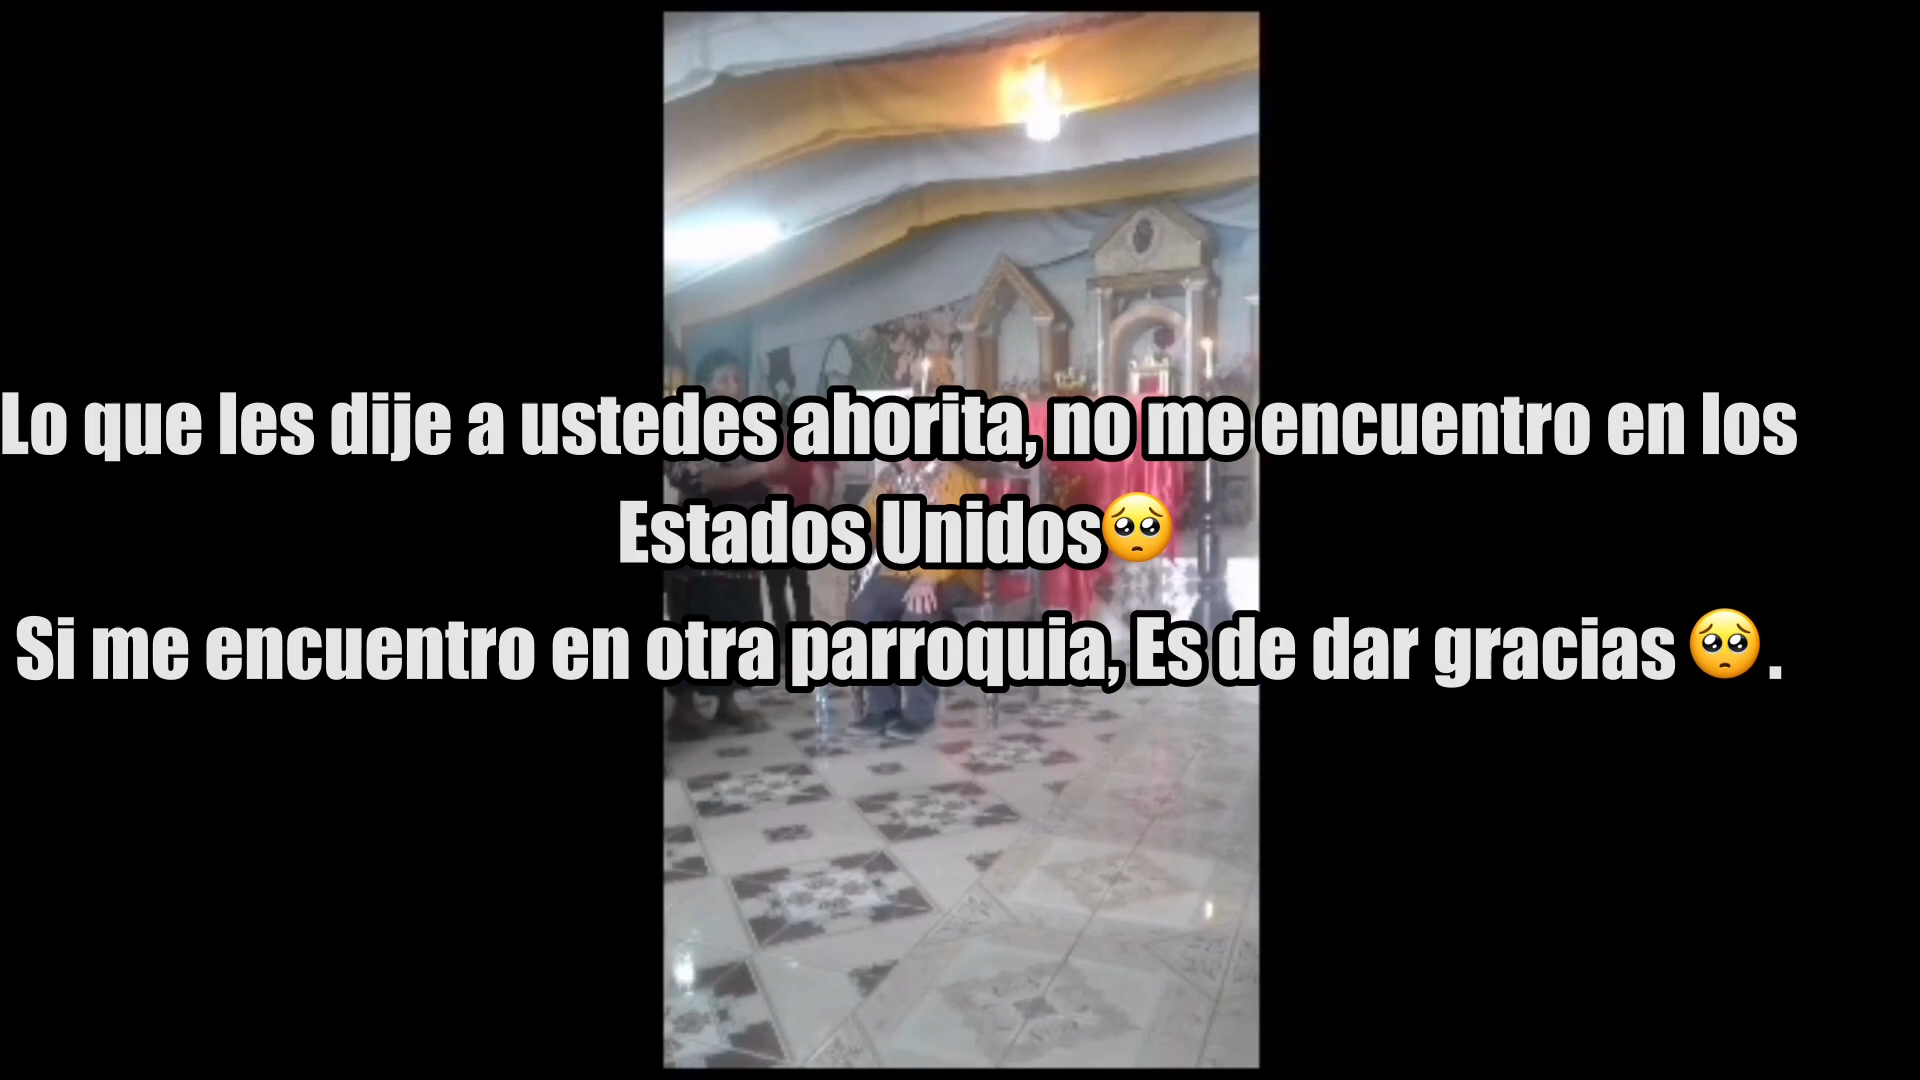 Lo que les dije a ustedes ahorita, no me encuentro en los
Estados Unidos🥺
Si me encuentro en otra parroquia, Es de dar gracias 🥺.